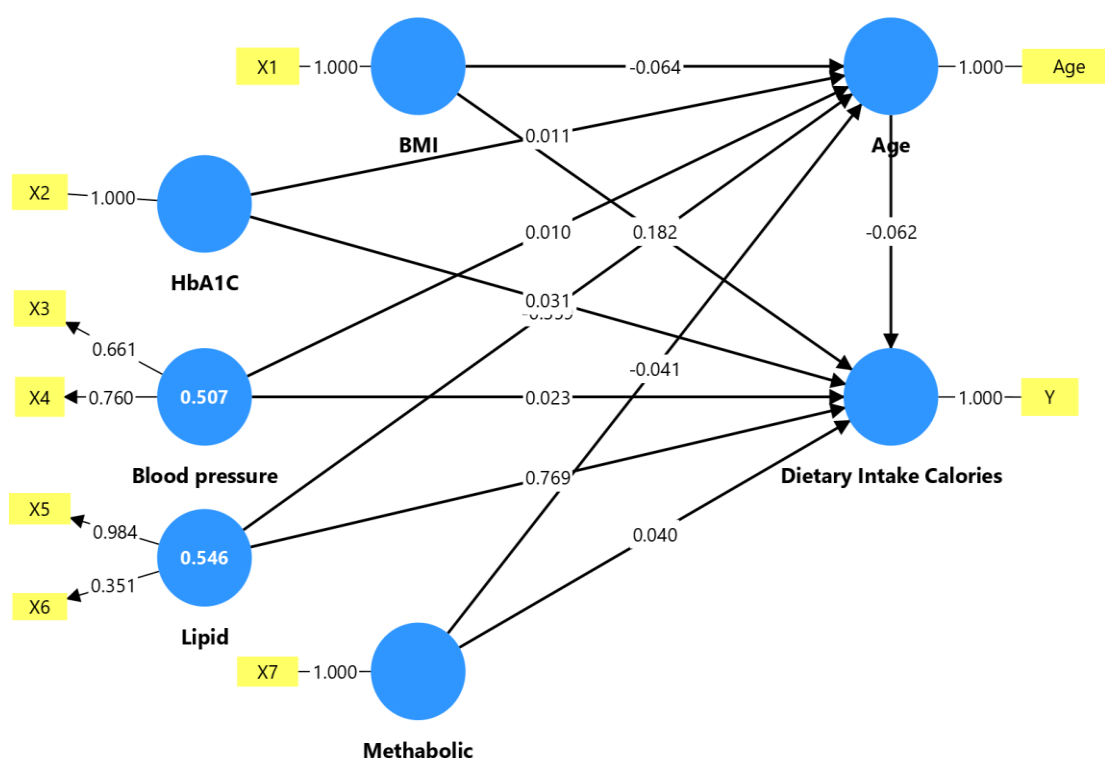 X1
1.000
-0.064
1.000
Age
BMI
Age
0.011
X2
1.000
HbA1C
0.010
0.182
-0.062
X3
0.031
0.661
-0.041
X4
0.760
0.507
0.023
1.000
Y
Blood pressure
Dietary Intake Calories
0.769
X5
0.984
0.546
0.040
0.351
X6
Lipid
X7
1.000
Methabolic